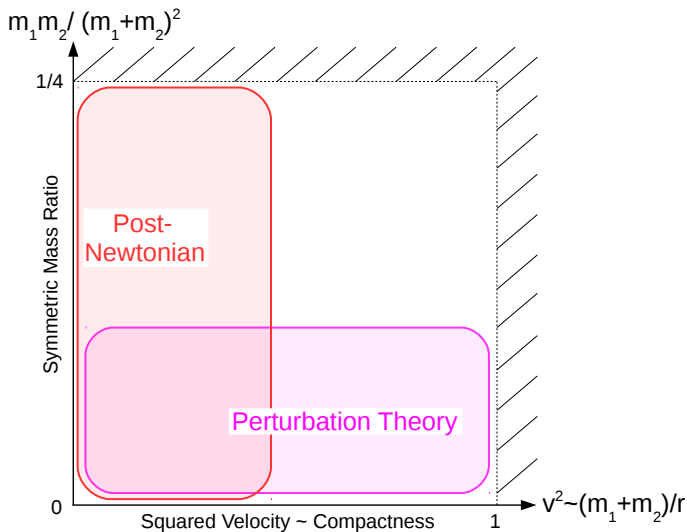 m₁m₂/ (m₁+m₂)²
1/4
Symmetric Mass Ratio
Post-
Newtonian
Perturbation Theory
0
Squared Velocity ~ Compactness
1
v²~(m₁+m₂)/r